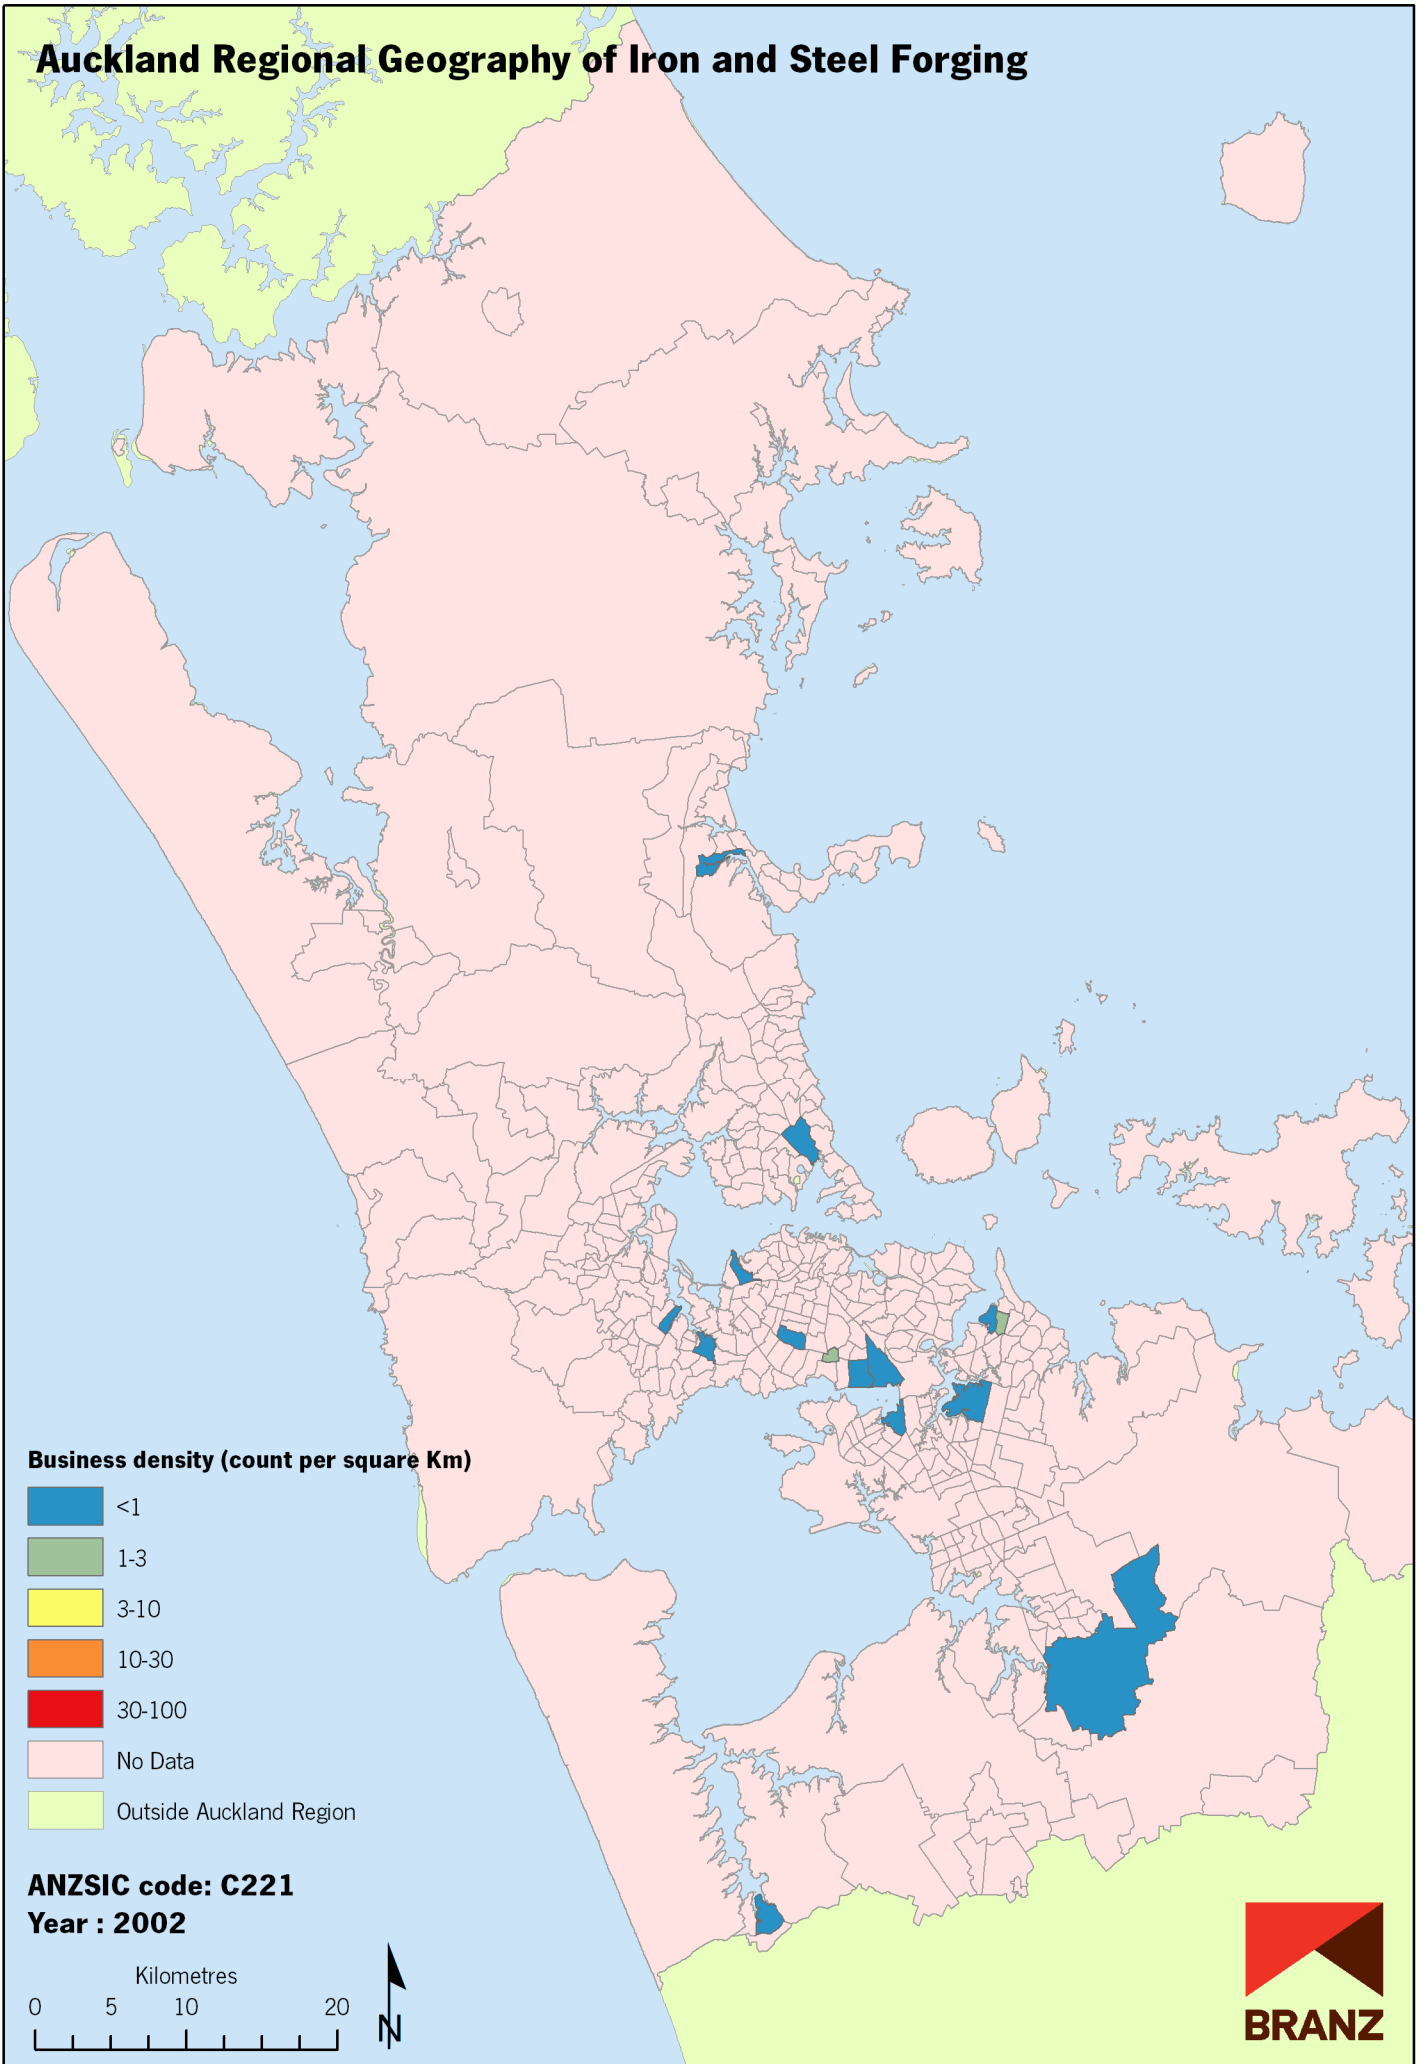 Auckland Regional Geography of Iron and Steel Forging
Business density (count per square Km)
<1
1-3
3-10
10-30
30-100
No Data
Outside Auckland Region
ANZSIC code: C221
Year : 2002
Kilometres
0 5 10 20
N
BRANZ